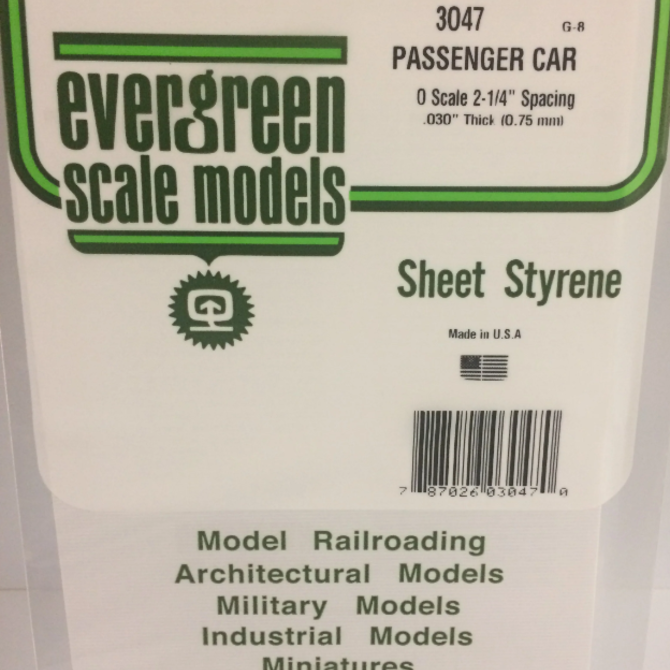 3047 G-8
PASSENGER CAR
O Scale 2-1/4" Spacing
.030" Thick (0.75 mm)
evergreen
scale models
Sheet Styrene
Made in U.S.A
7 87026 03047 0
Model Railroading
Architectural Models
Military Models
Industrial Models
Miniatures